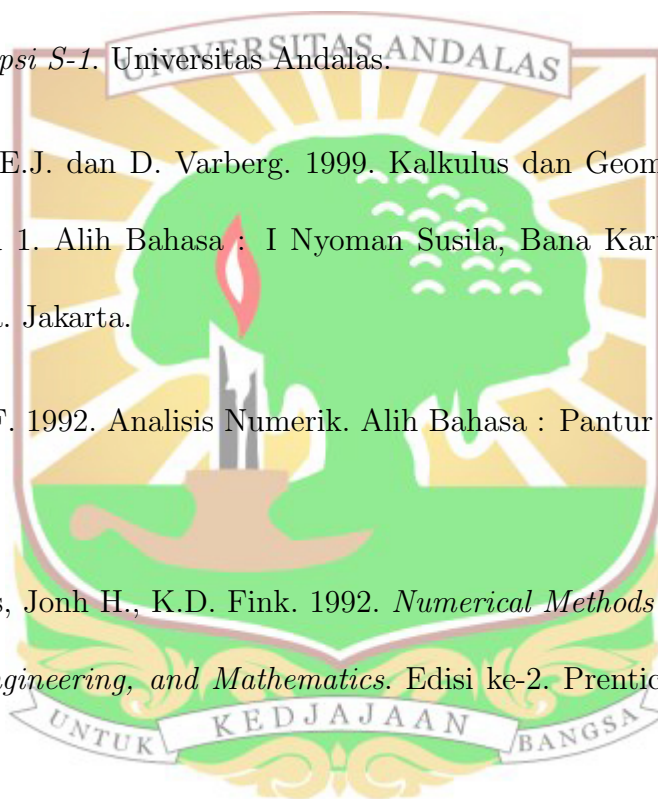 UNIVERSITAS ANDALAS
psi S-1. Universitas Andalas.
E.J. dan D. Varberg. 1999. Kalkulus dan Geom
1. Alih Bahasa : I Nyoman Susila, Bana Kar
. Jakarta.
F. 1992. Analisis Numerik. Alih Bahasa : Pantur
s, Jonh H., K.D. Fink. 1992. Numerical Methods
ngineering, and Mathematics. Edisi ke-2. Prentic
UNTUK KEDJAJAAN BANGSA